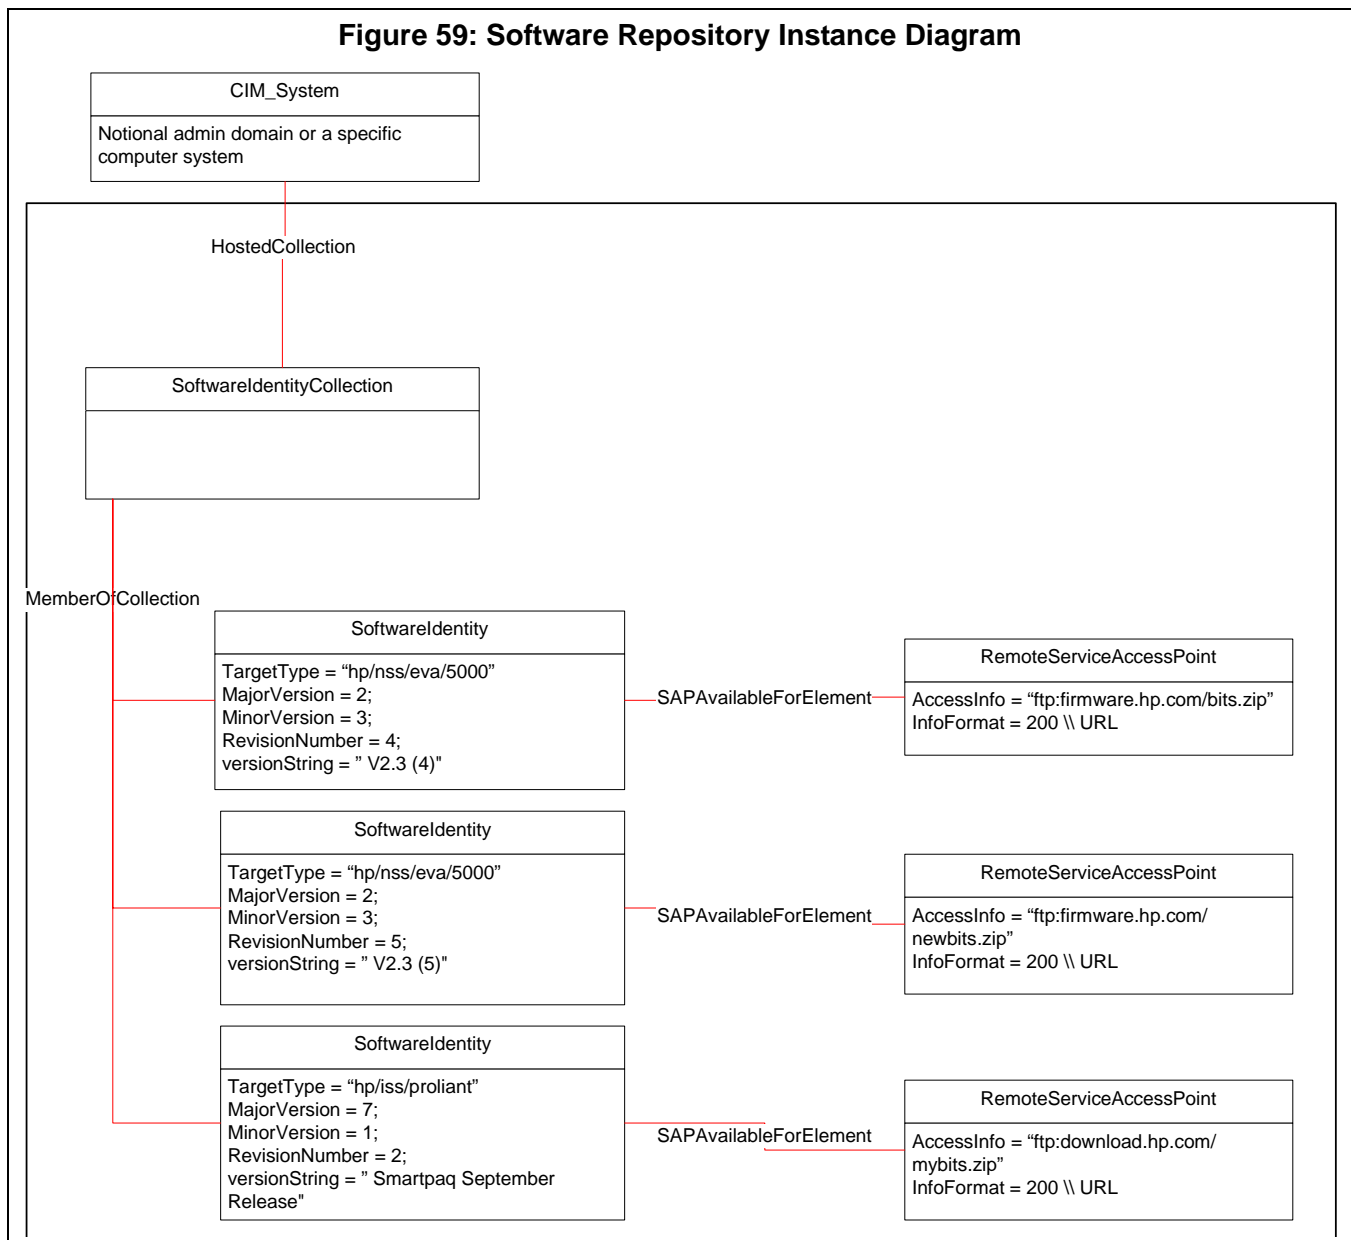 Figure 59: Software Repository Instance Diagram
CIM_System
Notional admin domain or a specific
computer system
HostedCollection
SoftwareIdentityCollection
MemberOfCollection
SoftwareIdentity
TargetType = “hp/nss/eva/5000”
MajorVersion = 2;
MinorVersion = 3;
RevisionNumber = 4;
versionString = ” V2.3 (4)"
SAPAvailableForElement
RemoteServiceAccessPoint
AccessInfo = “ftp:firmware.hp.com/bits.zip”
InfoFormat = 200 \\ URL
SoftwareIdentity
TargetType = “hp/nss/eva/5000”
MajorVersion = 2;
MinorVersion = 3;
RevisionNumber = 5;
versionString = ” V2.3 (5)"
SAPAvailableForElement
RemoteServiceAccessPoint
AccessInfo = “ftp:firmware.hp.com/
newbits.zip”
InfoFormat = 200 \\ URL
SoftwareIdentity
TargetType = “hp/iss/proliant”
MajorVersion = 7;
MinorVersion = 1;
RevisionNumber = 2;
versionString = ” Smartpaq September
Release"
SAPAvailableForElement
RemoteServiceAccessPoint
AccessInfo = “ftp:download.hp.com/
mybits.zip”
InfoFormat = 200 \\ URL